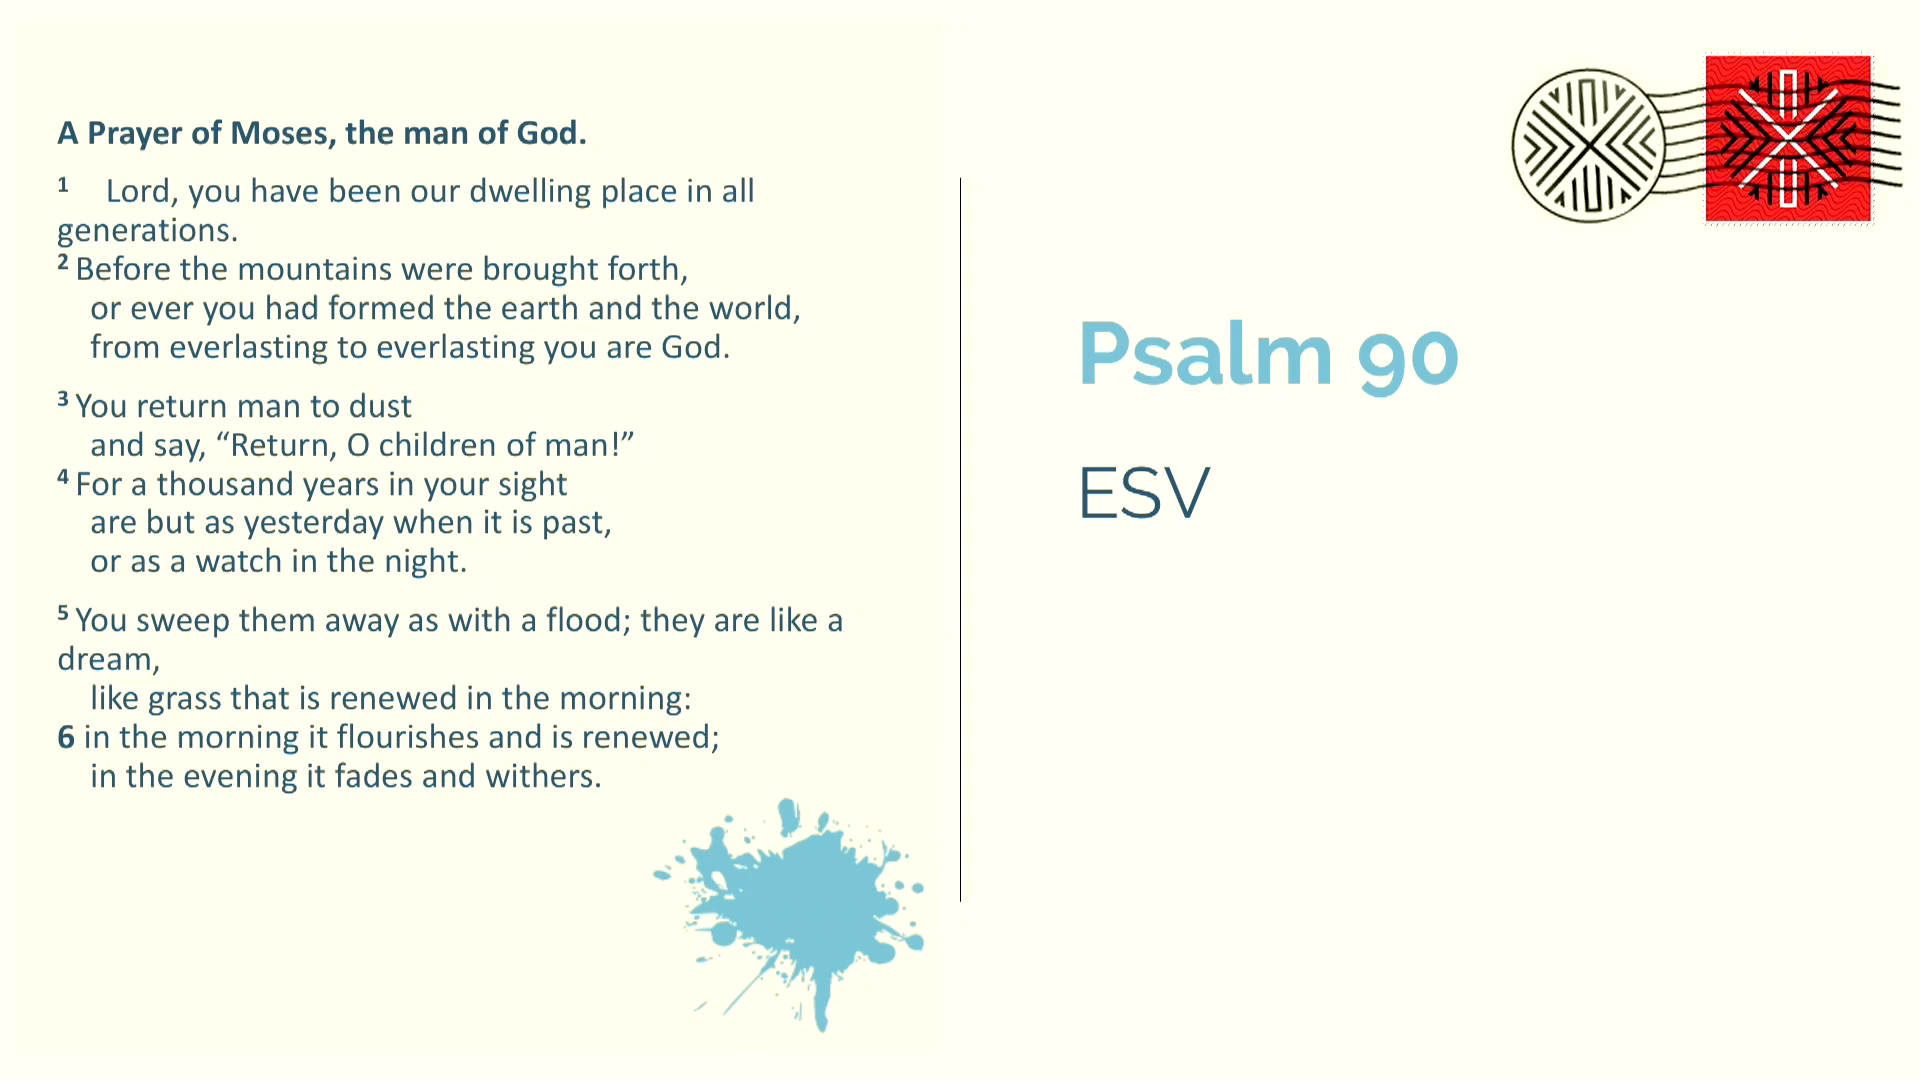 A Prayer of Moses, the man of God.
1 Lord, you have been our dwelling place in all
generations.
2 Before the mountains were brought forth,
or ever you had formed the earth and the world,
from everlasting to everlasting you are God.
3 You return man to dust
and say, “Return, O children of man!”
4 For a thousand years in your sight
are but as yesterday when it is past,
or as a watch in the night.
5 You sweep them away as with a flood; they are like a
dream,
like grass that is renewed in the morning:
6 in the morning it flourishes and is renewed;
in the evening it fades and withers.
Psalm 90
ESV